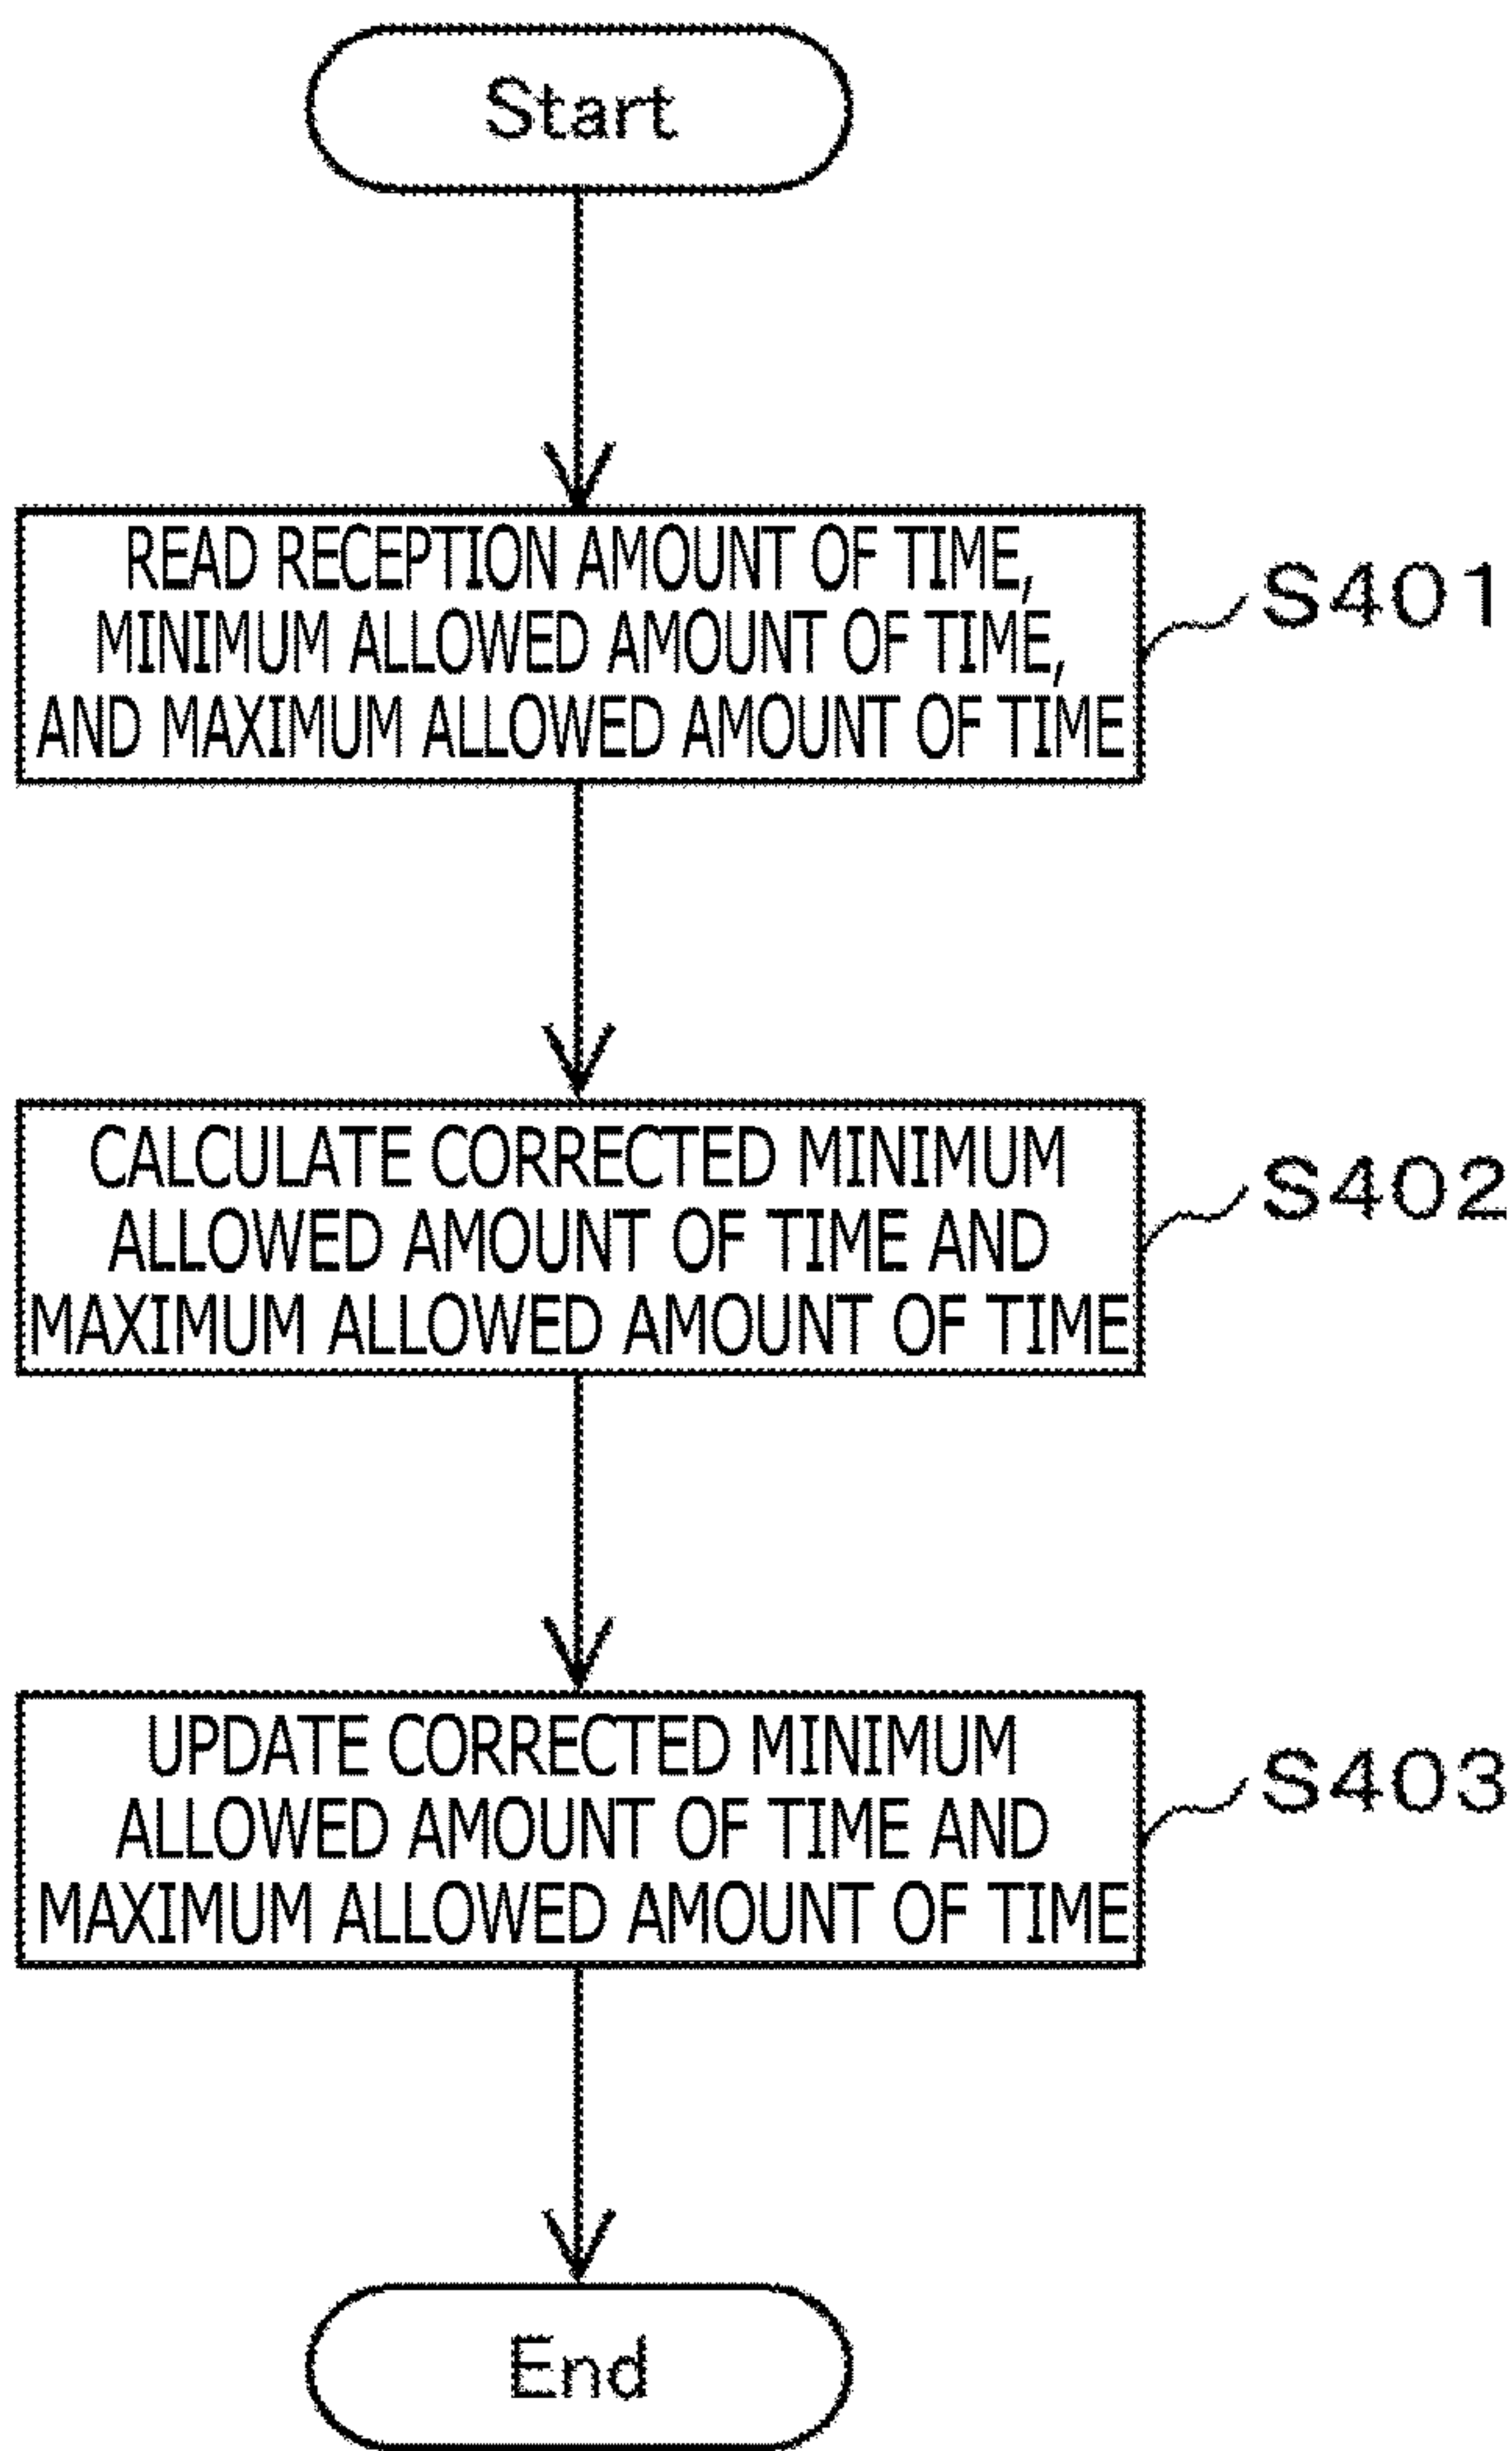 Start
READ RECEPTION AMOUNT OF TIME,
MINIMUM ALLOWED AMOUNT OF TIME,
AND MAXIMUM ALLOWED AMOUNT OF TIME
S401
CALCULATE CORRECTED MINIMUM
ALLOWED AMOUNT OF TIME AND
MAXIMUM ALLOWED AMOUNT OF TIME
S402
UPDATE CORRECTED MINIMUM
ALLOWED AMOUNT OF TIME AND
MAXIMUM ALLOWED AMOUNT OF TIME
S403
End